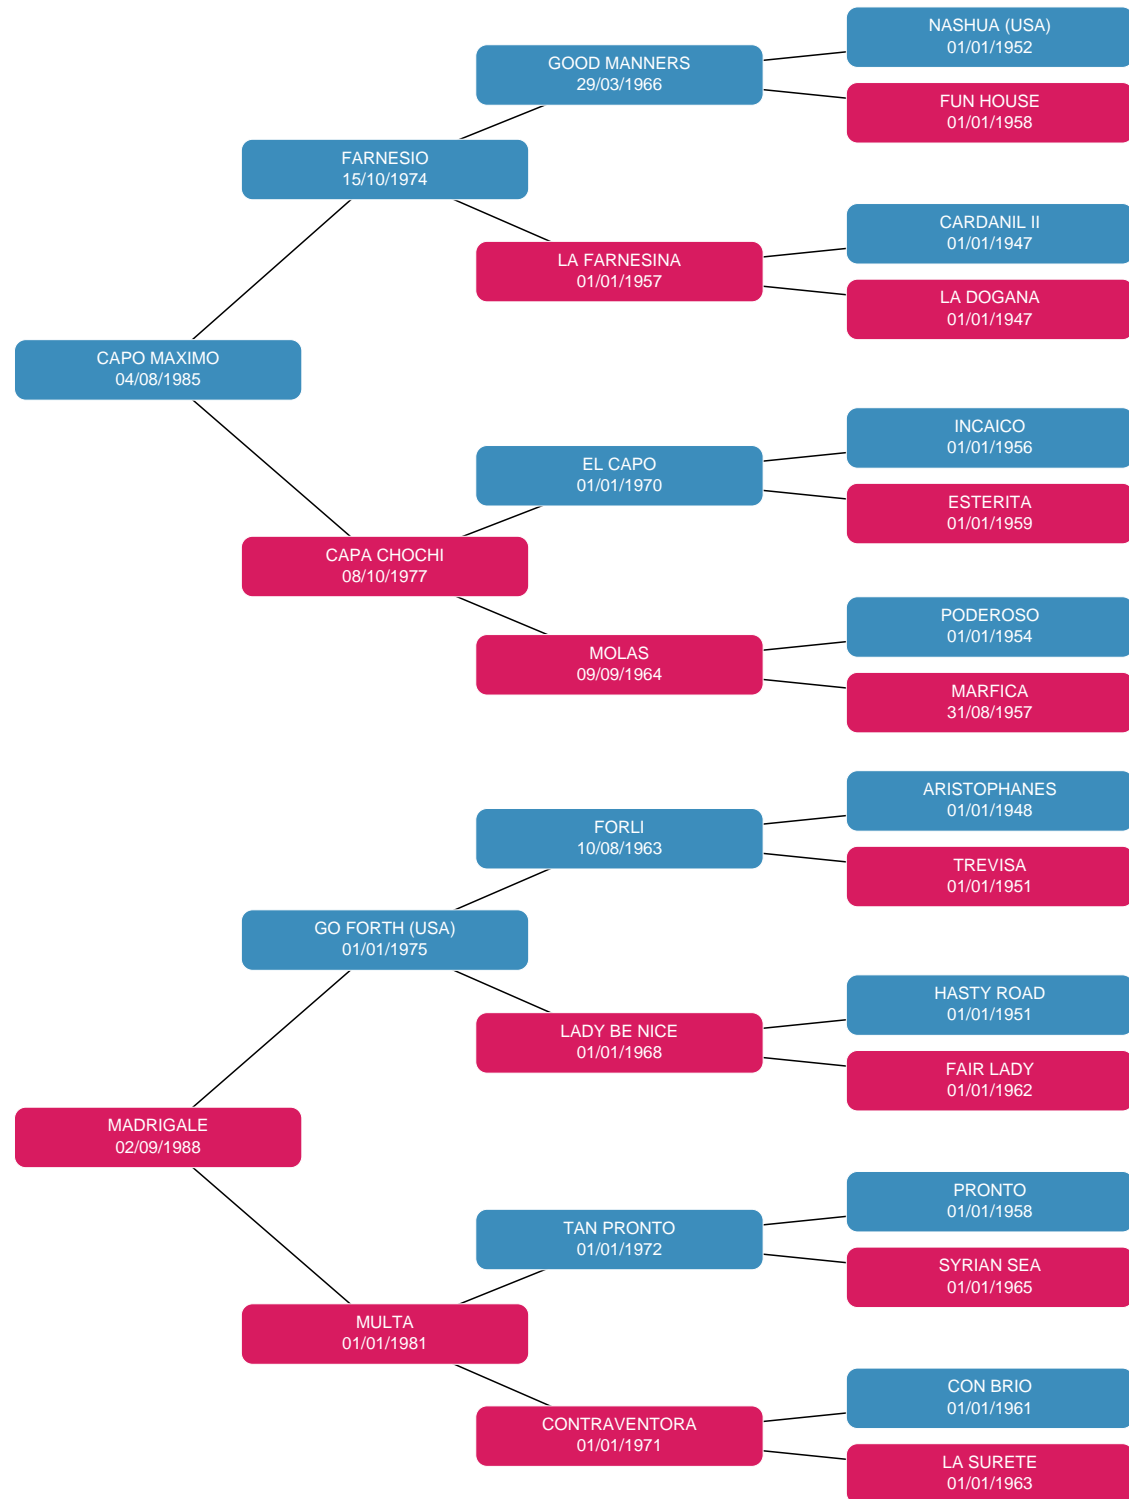 NASHUA (USA)
01/01/1952
GOOD MANNERS
29/03/1966
FUN HOUSE
01/01/1958
FARNESIO
15/10/1974
CARDANIL II
01/01/1947
LA FARNESINA
01/01/1957
LA DOGANA
01/01/1947
CAPO MAXIMO
04/08/1985
INCAICO
01/01/1956
EL CAPO
01/01/1970
ESTERITA
01/01/1959
CAPA CHOCHI
08/10/1977
PODEROSO
01/01/1954
MOLAS
09/09/1964
MARFICA
31/08/1957
ARISTOPHANES
01/01/1948
FORLI
10/08/1963
TREVISA
01/01/1951
GO FORTH (USA)
01/01/1975
HASTY ROAD
01/01/1951
LADY BE NICE
01/01/1968
FAIR LADY
01/01/1962
MADRIGALE
02/09/1988
PRONTO
01/01/1958
TAN PRONTO
01/01/1972
SYRIAN SEA
01/01/1965
MULTA
01/01/1981
CON BRIO
01/01/1961
CONTRAVENTORA
01/01/1971
LA SURETE
01/01/1963